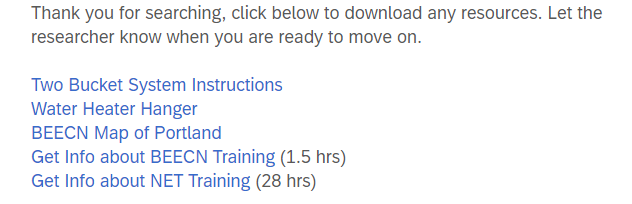 Thank you for searching, click below to download any resources. Let the
researcher know when you are ready to move on.
Two Bucket System Instructions
Water Heater Hanger
BEECN Map of Portland
Get Info about BEECN Training (1.5 hrs)
Get Info about NET Training (28 hrs)